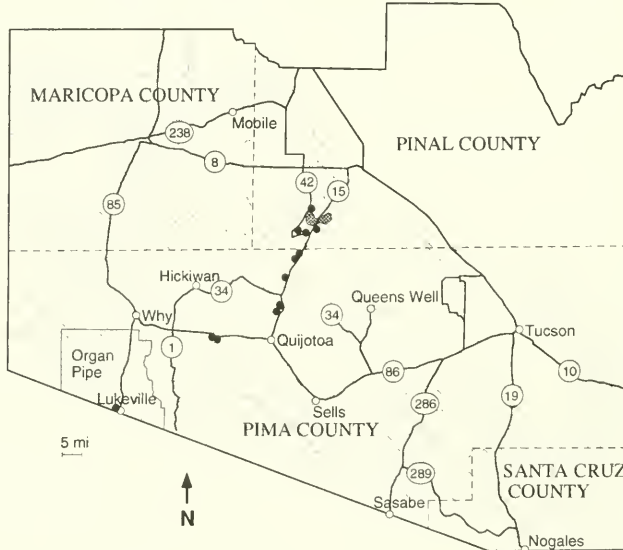 MARICOPA COUNTY
Mobile
238
PINAL COUNTY
8
42
15
85
Hickiwan
34
Queens Well
34
Why
Quijotoa
Tucson
Organ
Pipe
1
86
10
Lukeville
Sells
286
19
5 mi
PIMA COUNTY
289
SANTA CRUZ
COUNTY
Sasabe
N
Nogales